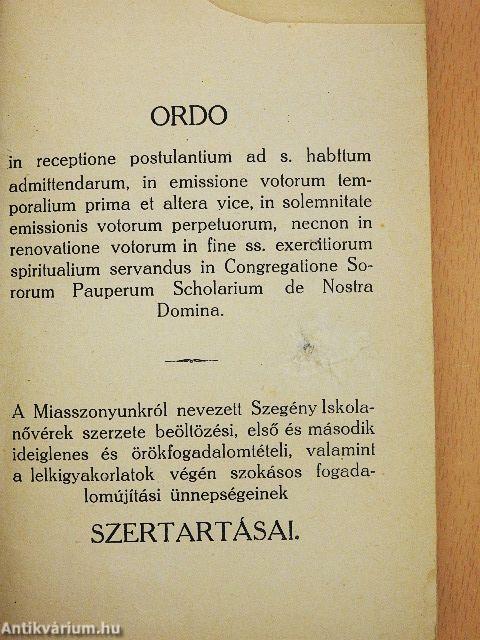 ORDO
in receptione postulantium ad s. habttum
admittendarum, in emissione votorum tem-
poralium prima et altera vice, in solemnitate
emissionis votorum perpetuorum, necnon in
renovatione votorum in fine ss. exercitiorum
spiritualium servandus in Congregatione So-
rorum Pauperum Scholarium de Nostra
Domina.
A Miasszonyunkról nevezett Szegény Iskola-
nővérek szerzete beöltözési, első és második
ideiglenes és örökfogadalomtételi, valamint
a lelkigyakorlatok végén szokásos fogada-
lomújítási ünnepségeinek
SZERTARTÁSAI.
Antikvárium.hu